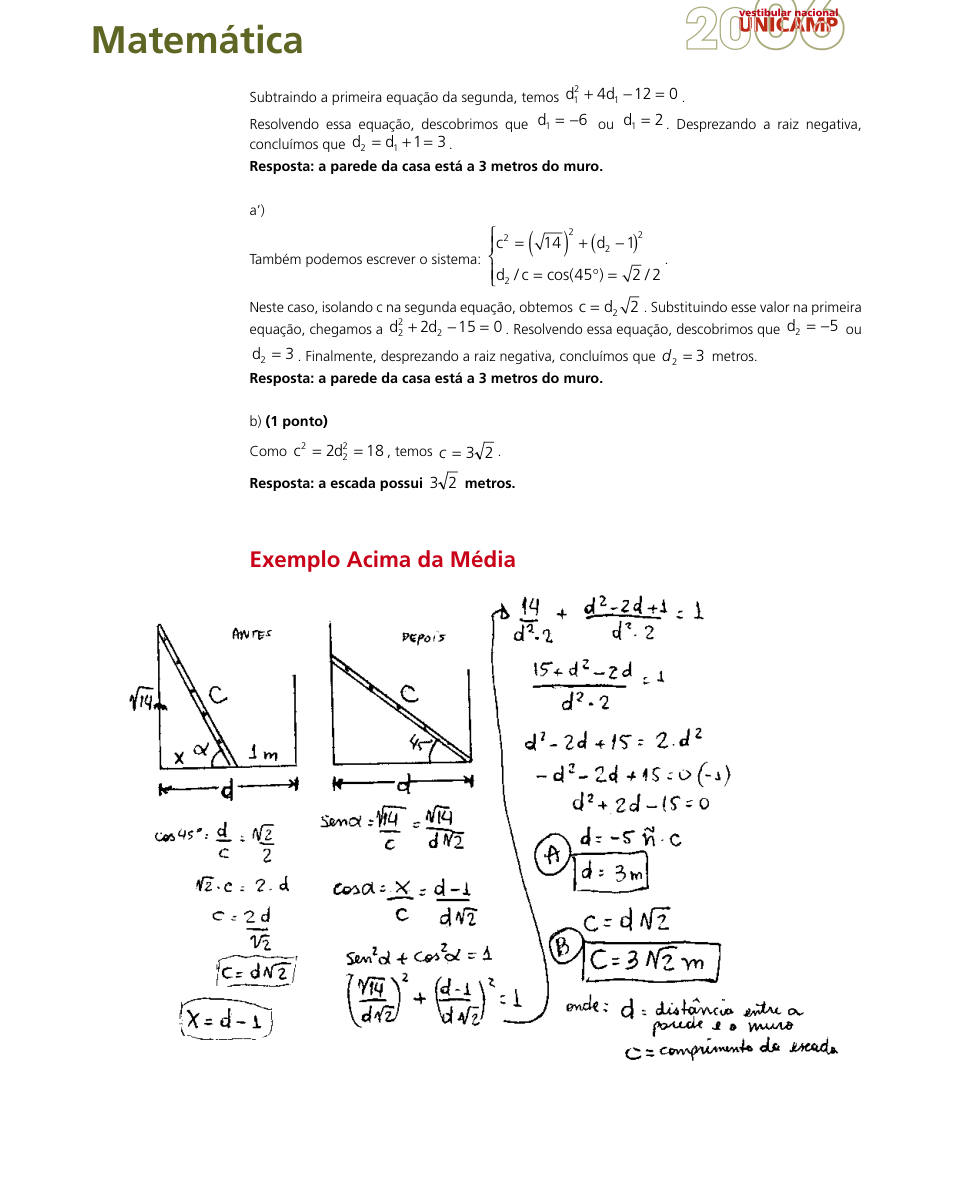 Matemática
2006
vestibular nacional
UNICAMP
Subtraindo a primeira equação da segunda, temos d₁² + 4d₁ − 12 = 0 .
Resolvendo essa equação, descobrimos que d₁ = −6 ou d₁ = 2 . Desprezando a raiz negativa,
concluímos que d₂ = d₁ + 1 = 3 .
Resposta: a parede da casa está a 3 metros do muro.
a’)
Também podemos escrever o sistema: { c² = (√14)² + (d₂ − 1)²
d₂ / c = cos(45°) = √2 / 2 .
Neste caso, isolando c na segunda equação, obtemos c = d₂√2 . Substituindo esse valor na primeira
equação, chegamos a d₂² + 2d₂ − 15 = 0 . Resolvendo essa equação, descobrimos que d₂ = −5 ou
d₂ = 3 . Finalmente, desprezando a raiz negativa, concluímos que d₂ = 3 metros.
Resposta: a parede da casa está a 3 metros do muro.
b) (1 ponto)
Como c² = 2d₂² = 18 , temos c = 3√2 .
Resposta: a escada possui 3√2 metros.
Exemplo Acima da Média
ANTES
√14
C
x α 1 m
d
cos 45° = d/c = √2/2
√2 · c = 2 . d
c = 2d/√2
C = d√2
X = d − 1
DEPOIS
C
45
d
senα = √14/c = √14/d√2
cosα = x/c = d−1/d√2
sen²α + cos²α = 1
(√14/d√2)² + (d−1/d√2)² = 1
14/d².2 + d²−2d+1/d².2 = 1
15+d²−2d/d².2 = 1
d² − 2d + 15 = 2.d²
−d² − 2d + 15 = 0 (−1)
d² + 2d − 15 = 0
d = −5 ñ.c
A d = 3m
C = d√2
B C = 3√2 m
onde: d = distância entre a
parede e o muro
C = comprimento da escada